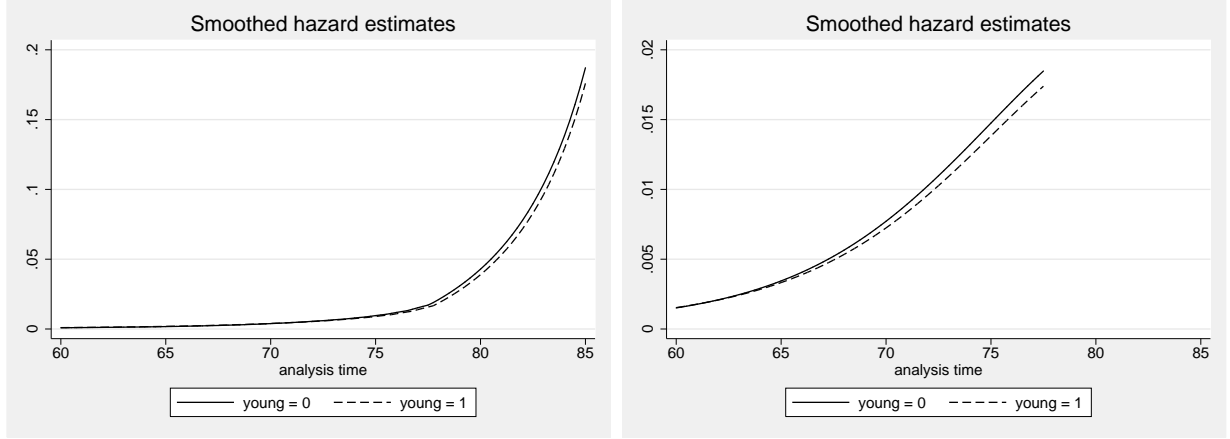 Smoothed hazard estimates
.2
.15
.1
.05
0
60 65 70 75 80 85
analysis time
young = 0 young = 1
Smoothed hazard estimates
.02
.015
.01
.005
0
60 65 70 75 80 85
analysis time
young = 0 young = 1